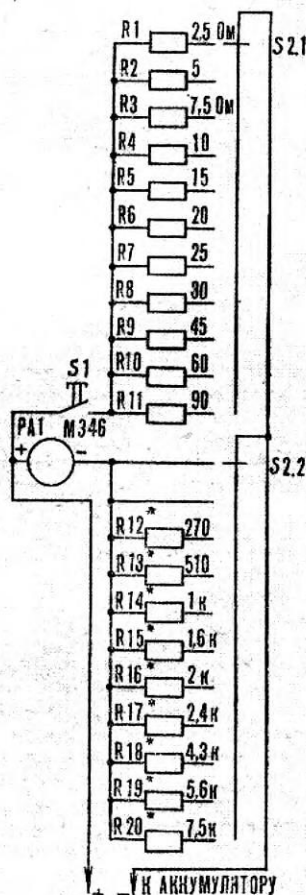 R1 2,5 Ом S2.1
R2 5
R3 7,5 Ом
R4 10
R5 15
R6 20
R7 25
R8 30
R9 45
S1 R10 60
R11 90
PA1 М346
+ - S2.2
R12* 270
R13* 510
R14* 1к
R15* 1,6к
R16* 2к
R17* 2,4к
R18* 4,3к
R19* 5,6к
R20* 7,5к
+ - К АККУМУЛЯТОРУ